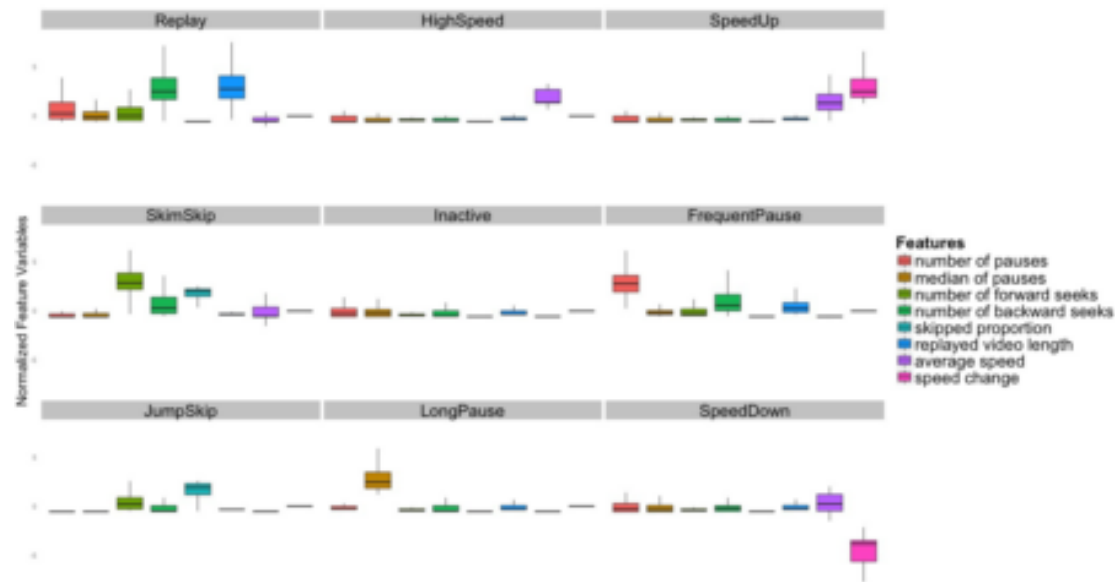 Replay HighSpeed SpeedUp
SkimSkip Inactive FrequentPause
JumpSkip LongPause SpeedDown
Normalized Feature Variables
Features
number of pauses
median of pauses
number of forward seeks
number of backward seeks
skipped proportion
replayed video length
average speed
speed change